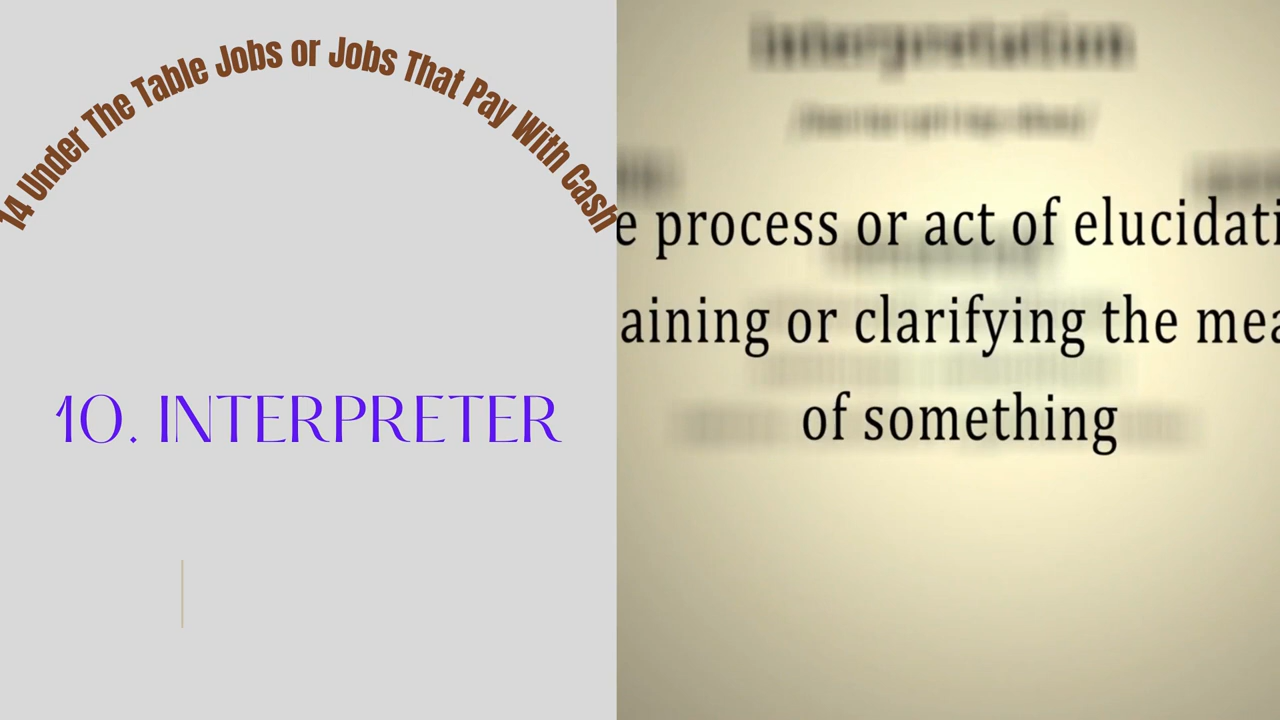 14 Under The Table Jobs or Jobs That Pay With Cash
10. INTERPRETER
interpretation
e process or act of elucidati
aining or clarifying the mea
of something